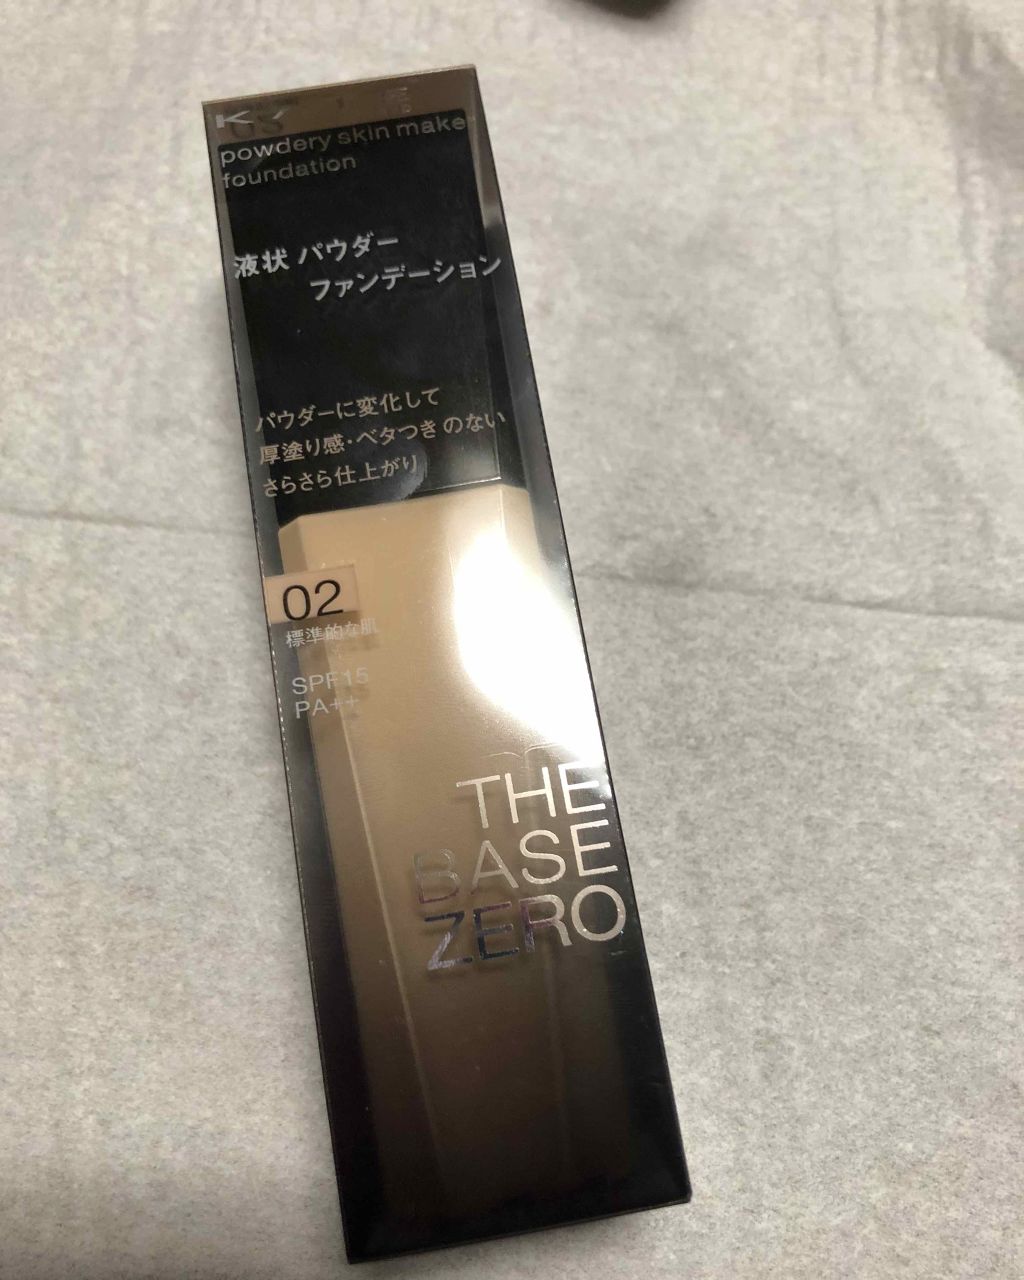 powdery skin make
foundation
液状 パウダー
ファンデーション
パウダーに変化して
厚塗り感・ベタつきのない
さらさら仕上がり
02
標準的な肌
SPF15
PA++
THE
BASE
ZERO